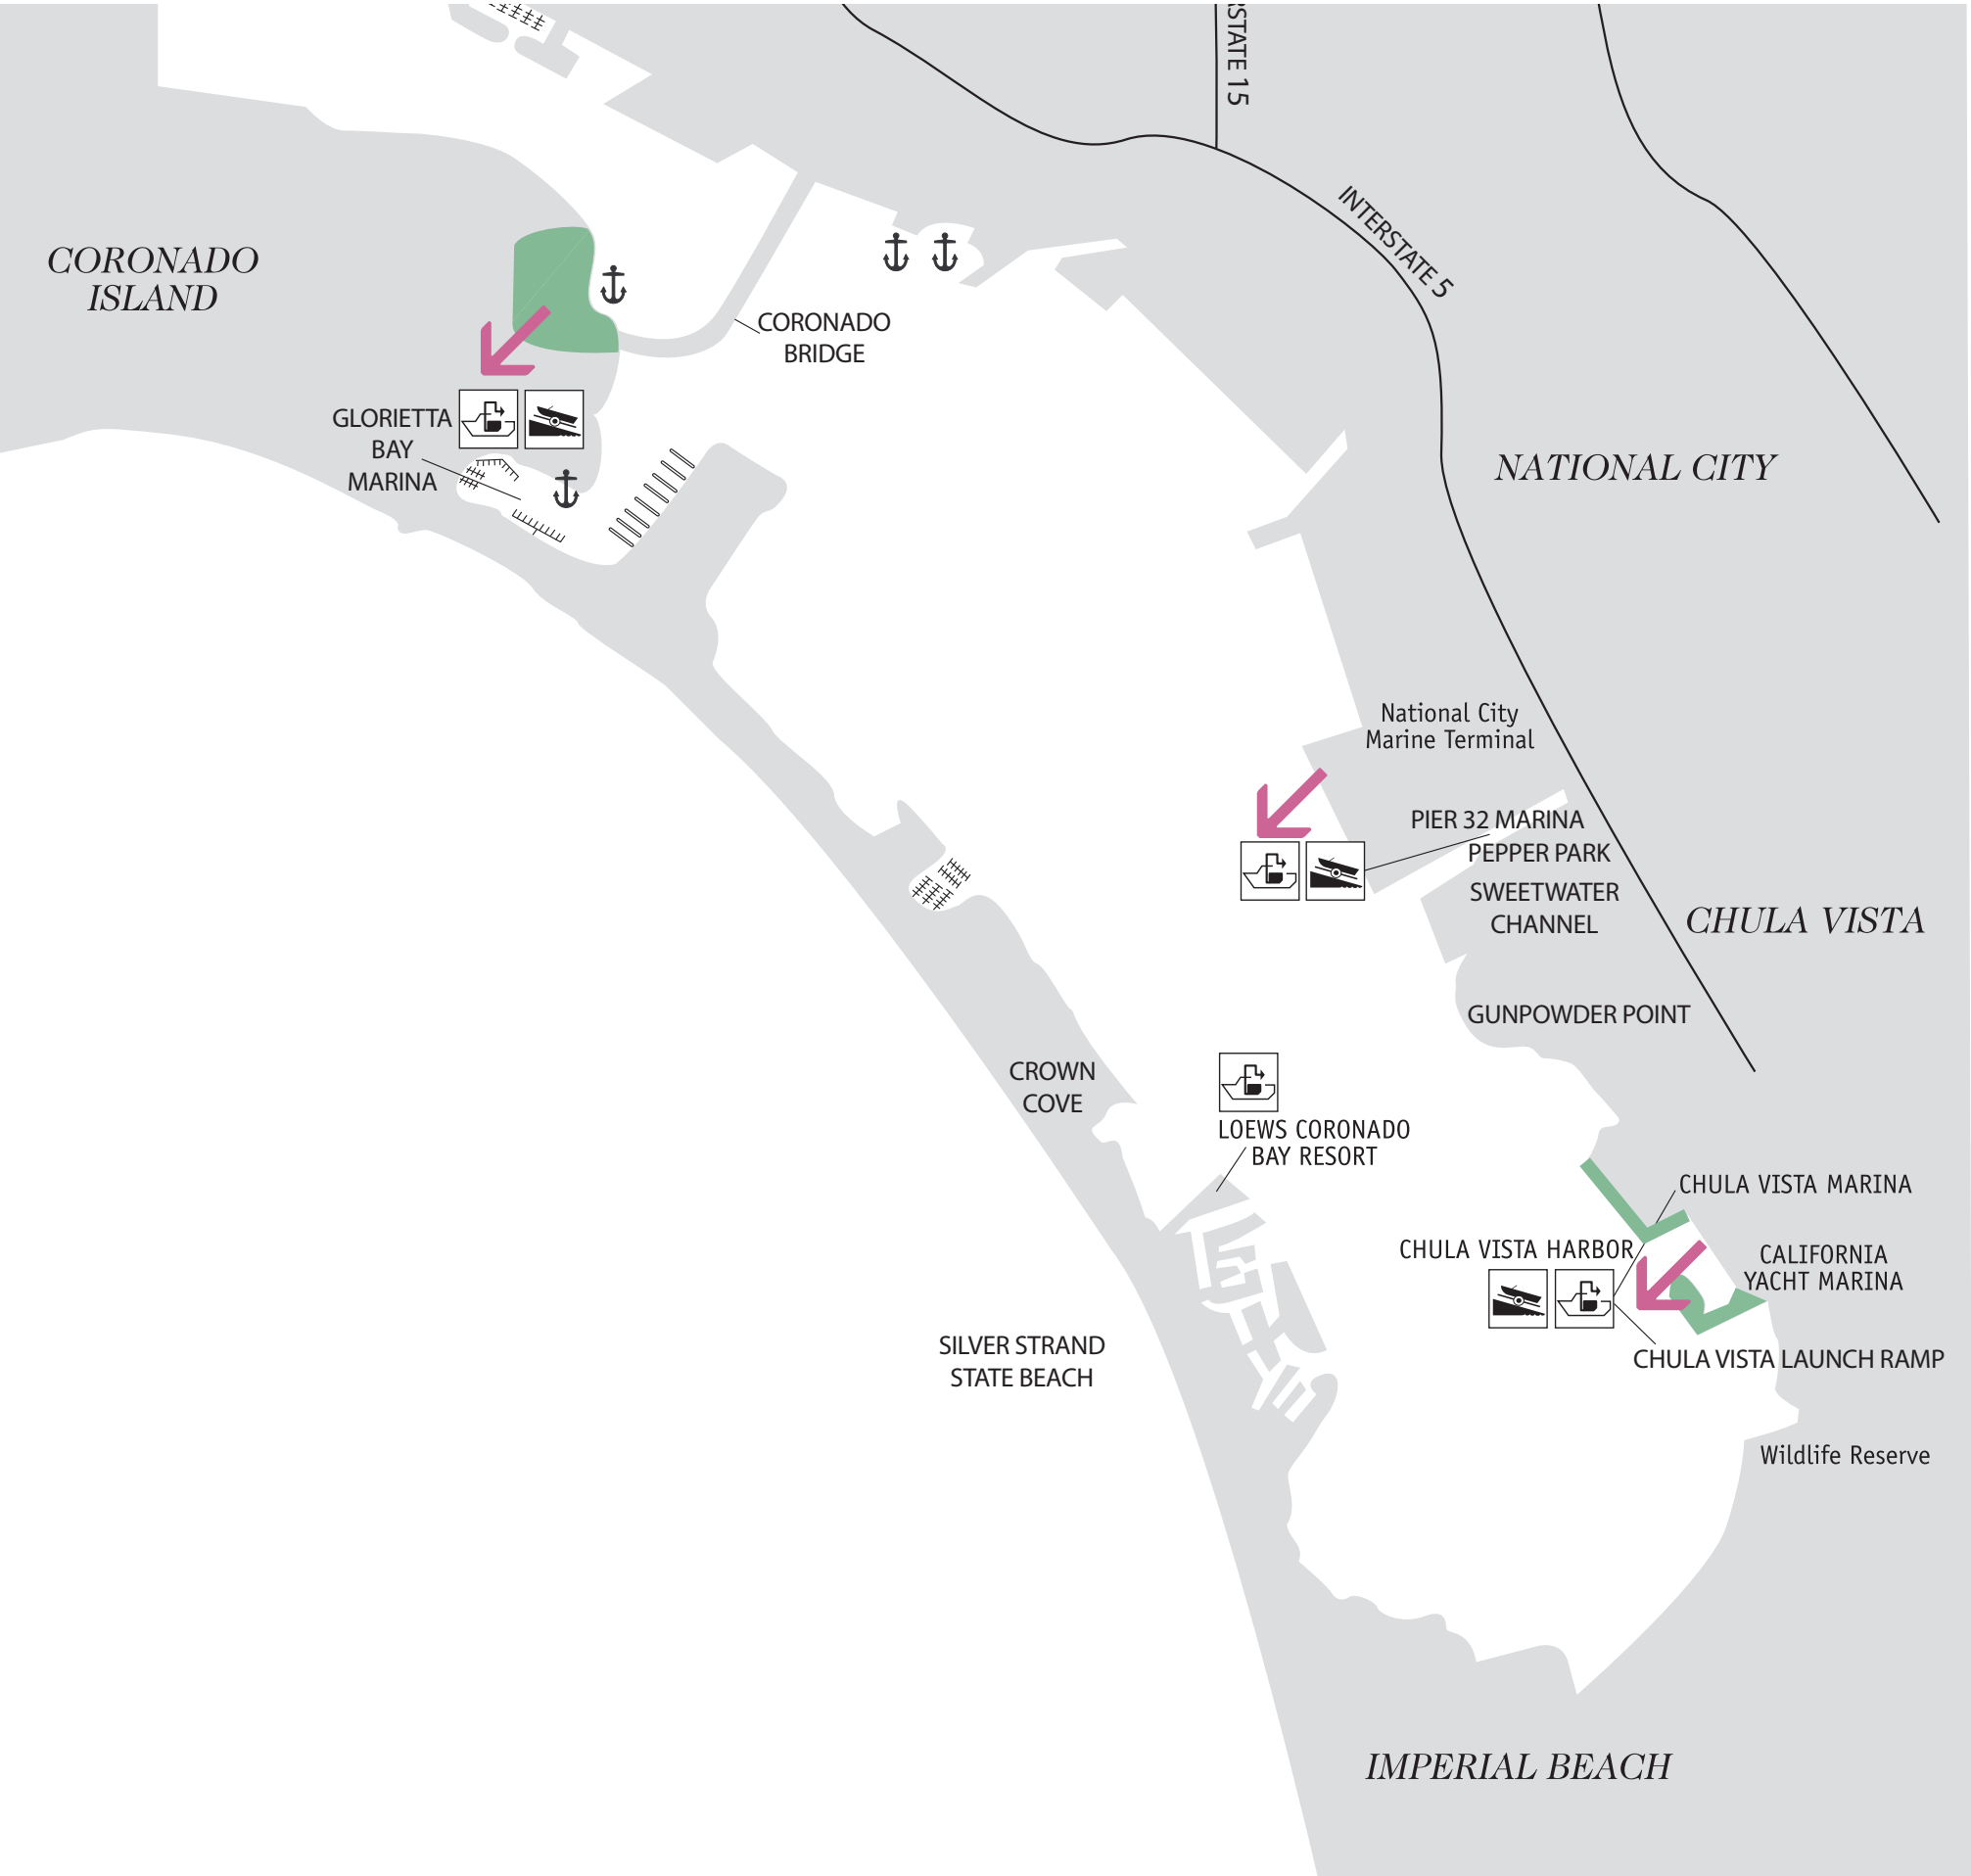 RSTATE 15
INTERSTATE 5
CORONADO
ISLAND
CORONADO
BRIDGE
GLORIETTA
BAY
MARINA
NATIONAL CITY
National City
Marine Terminal
PIER 32 MARINA
PEPPER PARK
SWEETWATER
CHANNEL
CHULA VISTA
GUNPOWDER POINT
CROWN
COVE
LOEWS CORONADO
BAY RESORT
CHULA VISTA MARINA
CHULA VISTA HARBOR
CALIFORNIA
YACHT MARINA
SILVER STRAND
STATE BEACH
CHULA VISTA LAUNCH RAMP
Wildlife Reserve
IMPERIAL BEACH